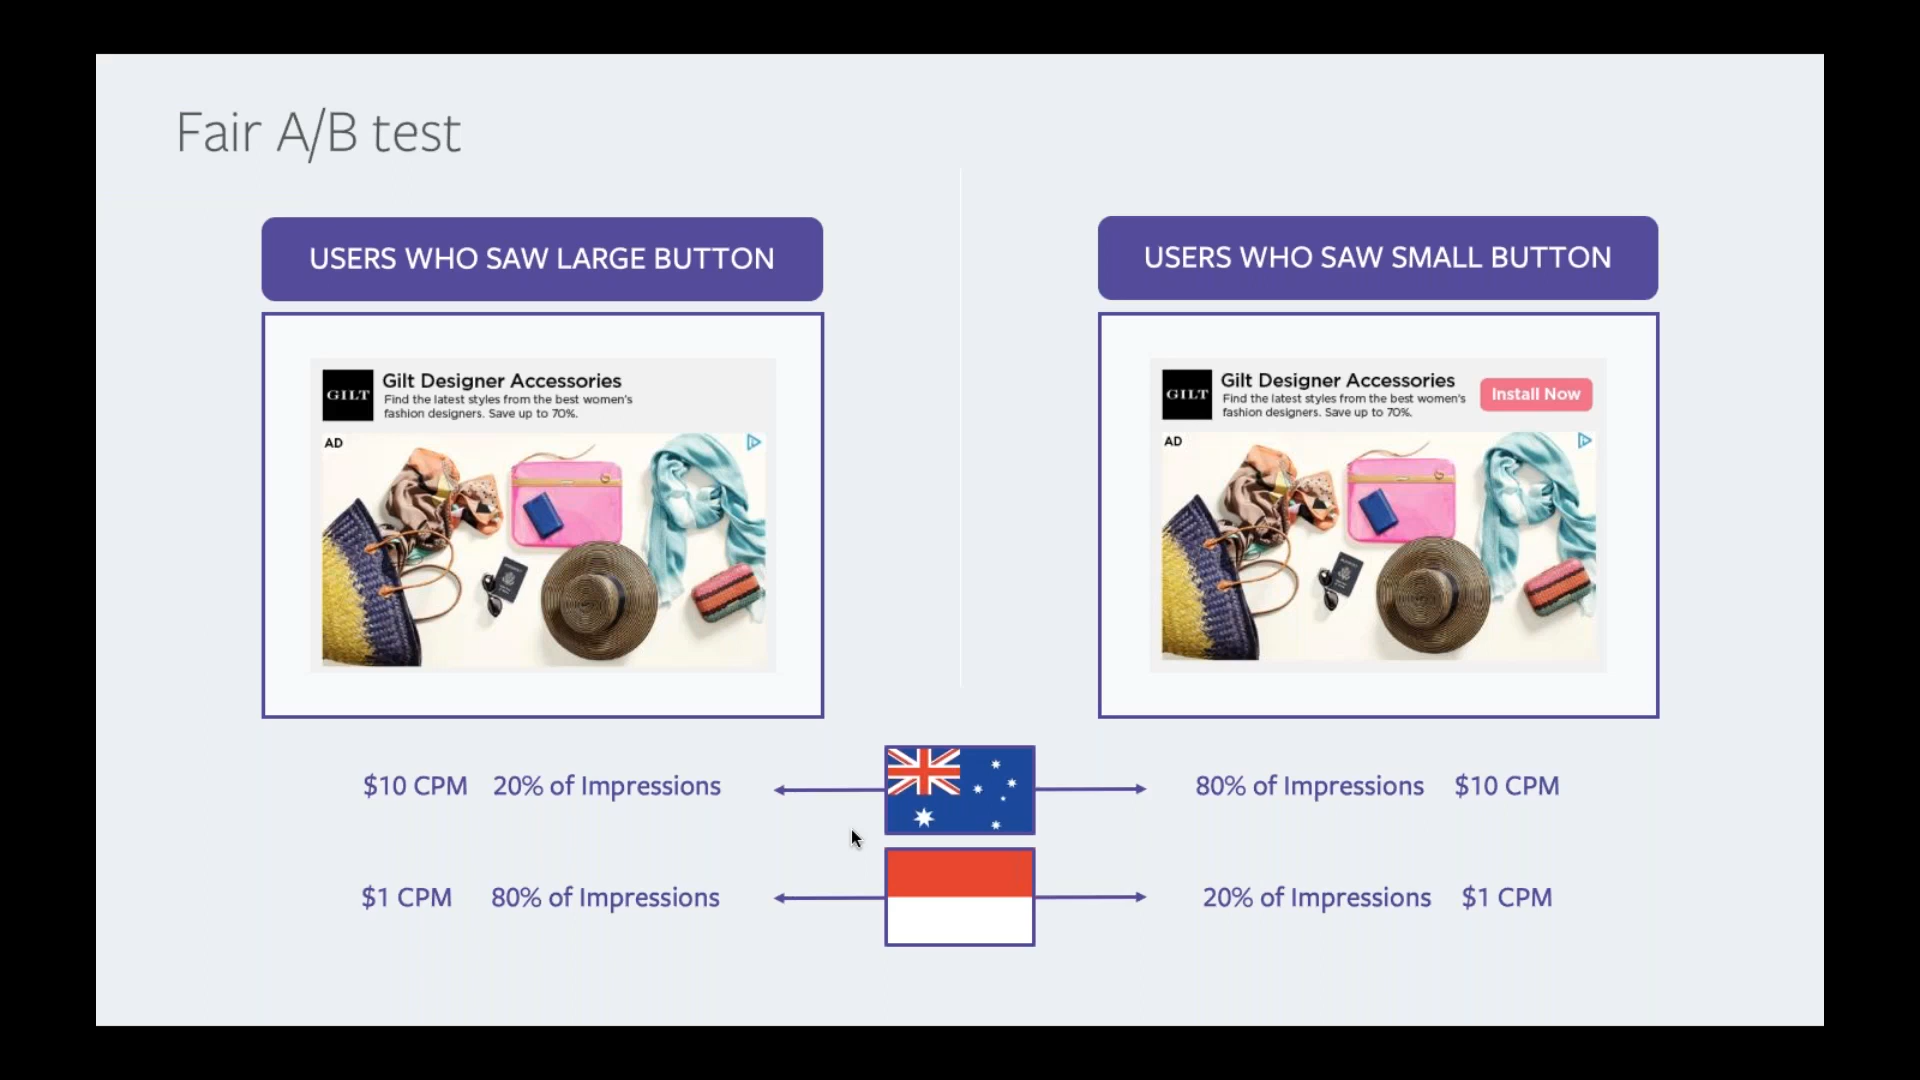 Fair A/B test
USERS WHO SAW LARGE BUTTON
GILT
Gilt Designer Accessories
Find the latest styles from the best women's
fashion designers. Save up to 70%.
AD
USERS WHO SAW SMALL BUTTON
GILT
Gilt Designer Accessories
Find the latest styles from the best women's
fashion designers. Save up to 70%.
Install Now
AD
$10 CPM 20% of Impressions
80% of Impressions $10 CPM
$1 CPM 80% of Impressions
20% of Impressions $1 CPM